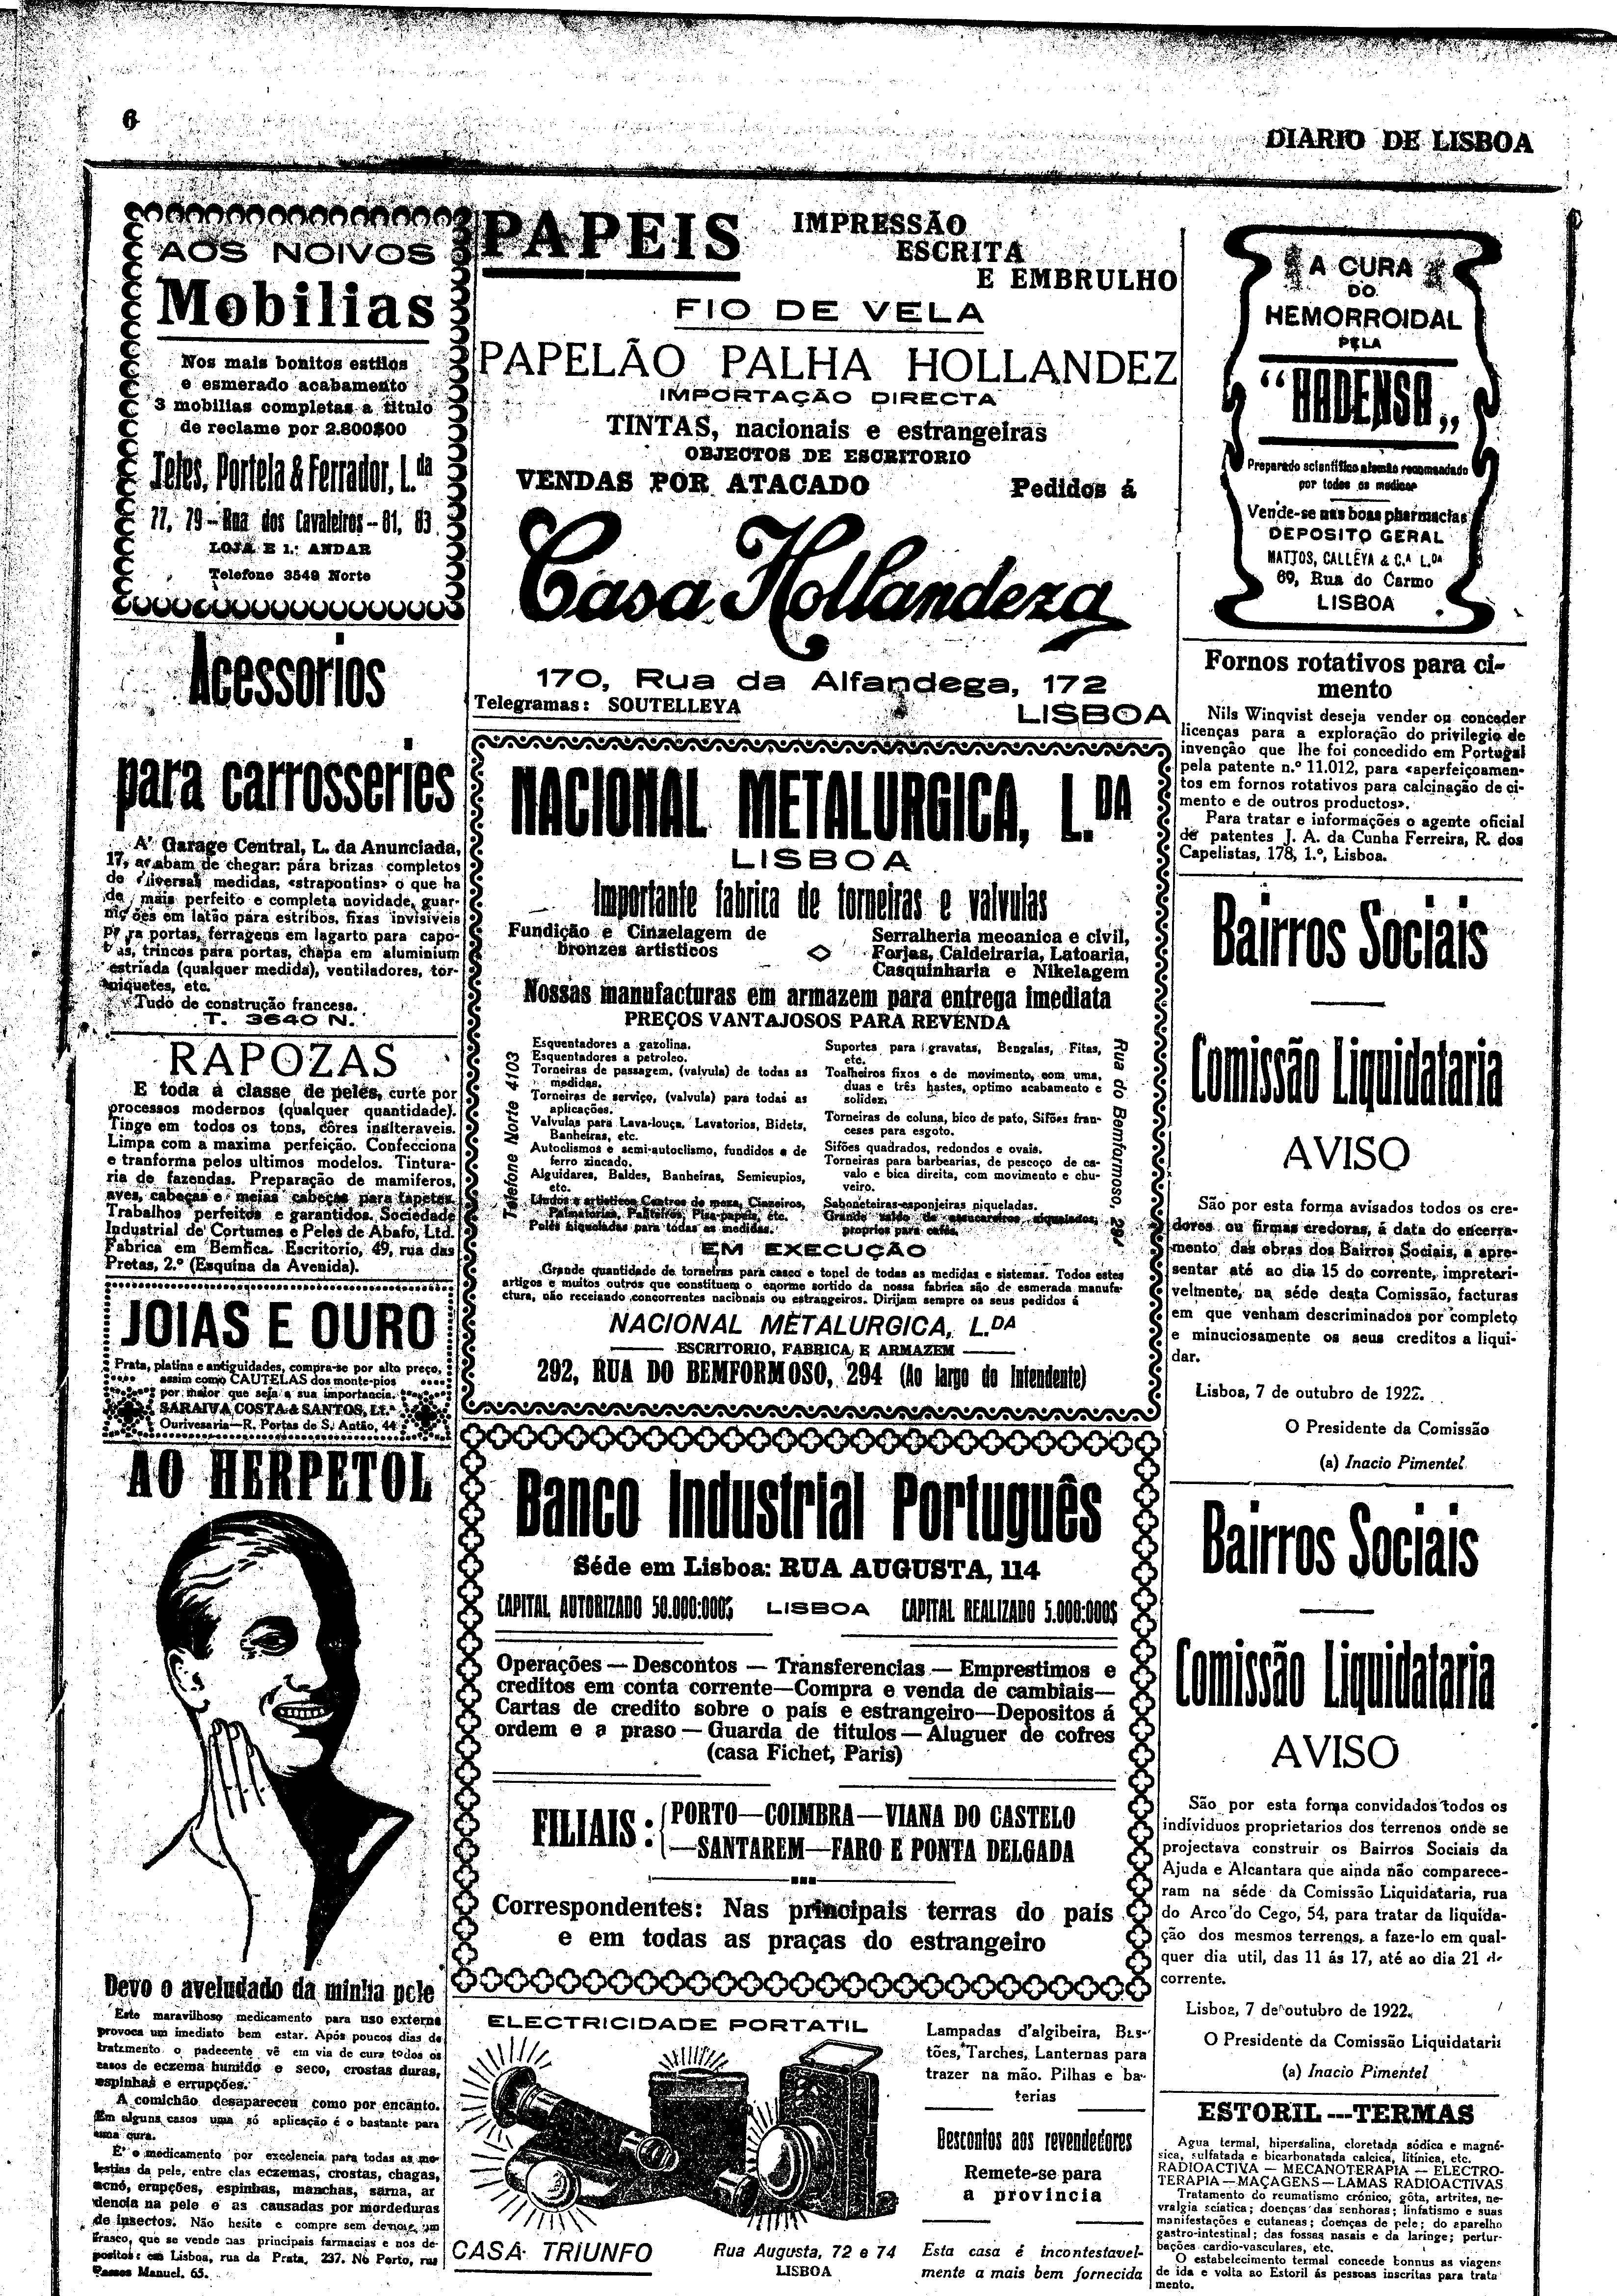 6
DIARIO DE LISBOA
AOS NOIVOS
Mobilias
Nos mais bonitos estilos
e esmerado acabamento
3 mobilias completas a titulo
de reclame por 2.800$00
Teles, Portela & Ferrador, L.da
77, 79—Rua dos Cavaleiros—81, 83
LOJA E 1.º ANDAR
Telefone 3549 Norte
Acessorios
para carrosseries
A' Garage Central, L. da Anunciada,
17, acabam de chegar: pára brizas completos
de diversas medidas, «strapontins» o que ha
de mais perfeito e completa novidade, guar-
nições em latão para estribos, fixas invisiveis
para portas, ferragens em lagarto para capo-
tas, trincos para portas, chapa em aluminium
estriada (qualquer medida), ventiladores, tor-
niquetes, etc.
Tudo de construção francesa.
T. 3640 N.
RAPOZAS
E toda a classe de peles, curte por
processos modernos (qualquer quantidade).
Tinge em todos os tons, côres inalteraveis.
Limpa com a maxima perfeição. Confecciona
e tranforma pelos ultimos modelos. Tintura-
ria de fazendas. Preparação de mamiferos,
aves, cabeças e meias cabeças para tapetes.
Trabalhos perfeitos e garantidos. Sociedade
Industrial de Cortumes e Peles de Abafo, Ltd.
Fabrica em Bemfica. Escritorio, 49, rua das
Pretas, 2.º (Esquina da Avenida).
JOIAS E OURO
Prata, platina e antiguidades, compra-se por alto preço,
assim como CAUTELAS dos monte-pios
por maior que seja a sua importancia.
SARAIVA, COSTA & SANTOS, Lt.ª
Ourivesaria—R. Portas de S. Antão, 44
AO HERPETOL
Devo o aveludado da minha pele
Este maravilhoso medicamento para uso externo
provoca um imediato bem estar. Após poucos dias de
tratamento o padecente vê em via de cura todos os
casos de eczema humido e seco, crostas duras,
espinhas e errupções.
A comichão desapareceu como por encanto.
Em alguns casos uma só aplicação é o bastante para
uma cura.
E' o medicamento por excelencia para todas as mo-
lestias da pele, entre elas eczemas, crostas, chagas,
acné, erupções, espinhas, manchas, sarna, ar
dencia na pele e as causadas por mordeduras
de insectos. Não hesite e compre sem demora um
frasco, que se vende nas principais farmacias e nos de-
positos: em Lisboa, rua da Prata, 237. No Porto, rua
Passos Manuel, 65.
PAPEIS
IMPRESSÃO
ESCRITA
E EMBRULHO
FIO DE VELA
PAPELÃO PALHA HOLLANDEZ
IMPORTAÇÃO DIRECTA
TINTAS, nacionais e estrangeiras
OBJECTOS DE ESCRITORIO
VENDAS POR ATACADO Pedidos á
Casa Hollandeza
170, Rua da Alfandega, 172
Telegramas: SOUTELLEYA
LISBOA
NACIONAL METALURGICA, L.DA
LISBOA
Importante fabrica de torneiras e valvulas
Fundição e Cinzelagem de
bronzes artisticos
Serralheria mecanica e civil,
Forjas, Caldeiraria, Latoaria,
Casquinharia e Nikelagem
Nossas manufacturas em armazem para entrega imediata
PREÇOS VANTAJOSOS PARA REVENDA
Telefone Norte 4103
Esquentadores a gazolina.
Esquentadores a petroleo.
Torneiras de passagem, (valvula) de todas as
medidas.
Torneiras de serviço, (valvula) para todas as
aplicações.
Valvulas para Lava-louça, Lavatorios, Bidets,
Banheiras, etc.
Autoclismos e semi-autoclismo, fundidos e de
ferro zincado.
Alguidares, Baldes, Banheiras, Semicupios,
etc.
Lindos e artisticos Centros de meza, Cinzeiros,
Palmatorias, Paliteiros, Pisa-papeis, etc.
Polés niqueladas para todas as medidas.
Suportes para gravatas, Bengalas, Fitas,
etc.
Toalheiros fixos e de movimento, com uma,
duas e três hastes, optimo acabamento e
solidez.
Torneiras de coluna, bico de pato, Sifões fran-
ceses para esgoto.
Sifões quadrados, redondos e ovais.
Torneiras para barbearias, de pescoço de ca-
valo e bica direita, com movimento e chu-
veiro.
Saboneteiras-esponjeiras niqueladas.
Grande saldo de assucareiros niquelados,
proprios para cafés.
Rua do Bemformoso, 29
EM EXECUÇÃO
Grande quantidade de torneiras para casco e tonel de todas as medidas e sistemas. Todos estes
artigos e muitos outros que constituem o enorme sortido da nossa fabrica são de esmerada manufa-
ctura, não receiando concorrentes nacionais ou estrangeiros. Dirijam sempre os seus pedidos á
NACIONAL METALURGICA, L.DA
ESCRITORIO, FABRICA E ARMAZEM
292, RUA DO BEMFORMOSO, 294 (Ao largo do Intendente)
Banco Industrial Português
Séde em Lisboa: RUA AUGUSTA, 114
CAPITAL AUTORIZADO 50.000:000$ LISBOA CAPITAL REALIZADO 5.000:000$
Operações — Descontos — Transferencias — Emprestimos e
creditos em conta corrente—Compra e venda de cambiais—
Cartas de credito sobre o país e estrangeiro—Depositos á
ordem e a praso — Guarda de titulos — Aluguer de cofres
(casa Fichet, Paris)
FILIAIS: PORTO—COIMBRA—VIANA DO CASTELO
—SANTAREM—FARO E PONTA DELGADA
Correspondentes: Nas principais terras do país
e em todas as praças do estrangeiro
ELECTRICIDADE PORTATIL
CASA TRIUNFO
Rua Augusta, 72 e 74
LISBOA
Lampadas d'algibeira, Bas-
tões, Tarches, Lanternas para
trazer na mão. Pilhas e ba-
terias
Descontos aos revendedores
Remete-se para
a provincia
Esta casa é incontestavel-
mente a mais bem fornecida
A CURA
DO
HEMORROIDAL
PELA
"HADENSA"
Preparado scientifico alemão recomendado
por todos os medicos
Vende-se nas boas pharmacias
DEPOSITO GERAL
MATTOS, CALLÊYA & C.A L.DA
69, Rua do Carmo
LISBOA
Fornos rotativos para ci-
mento
Nils Winqvist deseja vender ou conceder
licenças para a exploração do privilegio de
invenção que lhe foi concedido em Portugal
pela patente n.º 11.012, para «aperfeiçoamen-
tos em fornos rotativos para calcinação de ci-
mento e de outros productos».
Para tratar e informações o agente oficial
de patentes J. A. da Cunha Ferreira, R. dos
Capelistas, 178, 1.º, Lisboa.
Bairros Sociais
Comissão Liquidataria
AVISO
São por esta forma avisados todos os cre-
dores ou firmas credoras, á data do encerra-
mento das obras dos Bairros Sociais, a apre-
sentar até ao dia 15 do corrente, impreteri-
velmente, na séde desta Comissão, facturas
em que venham descriminados por completo
e minuciosamente os seus creditos a liqui-
dar.
Lisboa, 7 de outubro de 1922.
O Presidente da Comissão
(a) Inacio Pimentel
Bairros Sociais
Comissão Liquidataria
AVISO
São por esta forma convidados todos os
individuos proprietarios dos terrenos onde se
projectava construir os Bairros Sociais da
Ajuda e Alcantara que ainda não comparece-
ram na séde da Comissão Liquidataria, rua
do Arco do Cego, 54, para tratar da liquida-
ção dos mesmos terrenos, a faze-lo em qual-
quer dia util, das 11 ás 17, até ao dia 21 de
corrente.
Lisboa, 7 de outubro de 1922.
O Presidente da Comissão Liquidataria
(a) Inacio Pimentel
ESTORIL---TERMAS
Agua termal, hipersalina, cloretada sódica e magné-
sica, sulfatada e bicarbonatada calcica, litínica, etc.
RADIOACTIVA — MECANOTERAPIA — ELECTRO-
TERAPIA—MAÇAGENS—LAMAS RADIOACTIVAS
Tratamento do reumatismo crónico, gôta, artrites, ne-
vralgia sciatica; doenças das senhoras; linfatismo e suas
manifestações e cutaneas; doenças de pele; do aparelho
gastro-intestinal; das fossas nasais e da laringe; pertur-
bações cardio-vasculares, etc.
O estabelecimento termal concede bonnus as viagens
de ida e volta ao Estoril ás pessoas inscritas para trata
mento.